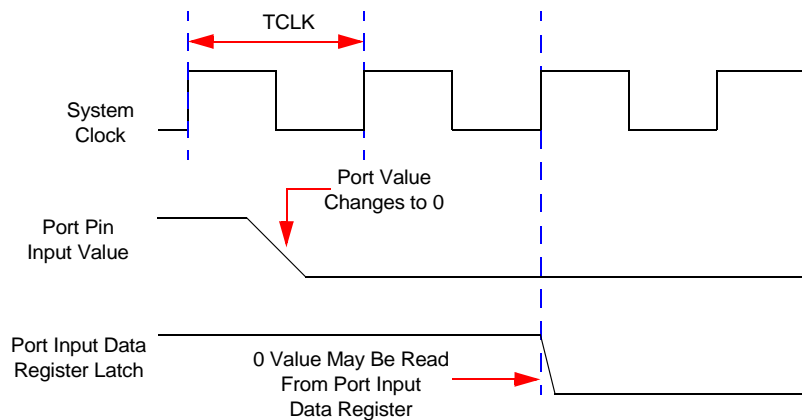 TCLK
System
Clock
Port Value
Changes to 0
Port Pin
Input Value
Port Input Data
Register Latch
0 Value May Be Read
From Port Input
Data Register